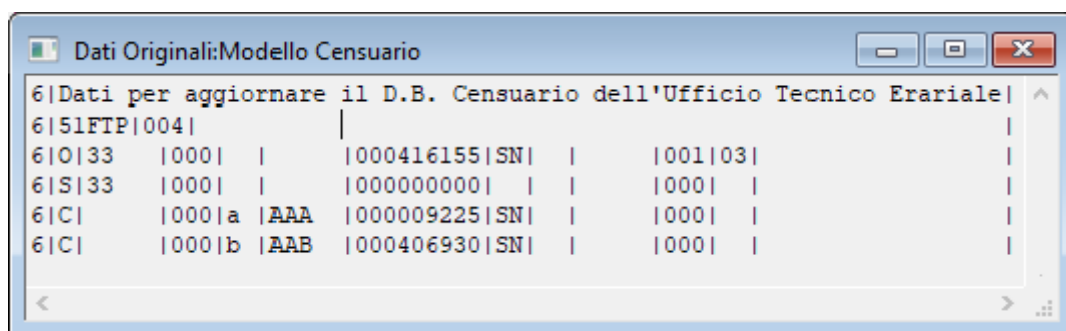 Dati Originali:Modello Censuario
6|Dati per aggiornare il D.B. Censuario dell'Ufficio Tecnico Erariale|
6|51FTP|004|                                                          |
6|O|33   |000|  |      |000416155|SN|  |      |001|03|                |
6|S|33   |000|  |      |000000000|  |  |      |000|  |                |
6|C|     |000|a |AAA   |000009225|SN|  |      |000|  |                |
6|C|     |000|b |AAB   |000406930|SN|  |      |000|  |                |